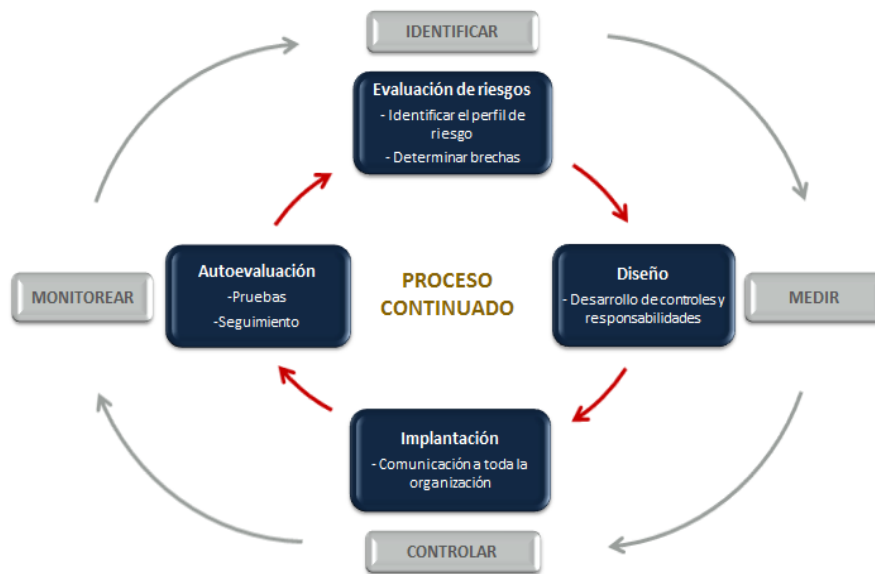 IDENTIFICAR
Evaluación de riesgos
- Identificar el perfil de
riesgo
- Determinar brechas
MONITOREAR
Autoevaluación
-Pruebas
-Seguimiento
PROCESO
CONTINUADO
Diseño
- Desarrollo de controles y
responsabilidades
MEDIR
Implantación
- Comunicación a toda la
organización
CONTROLAR